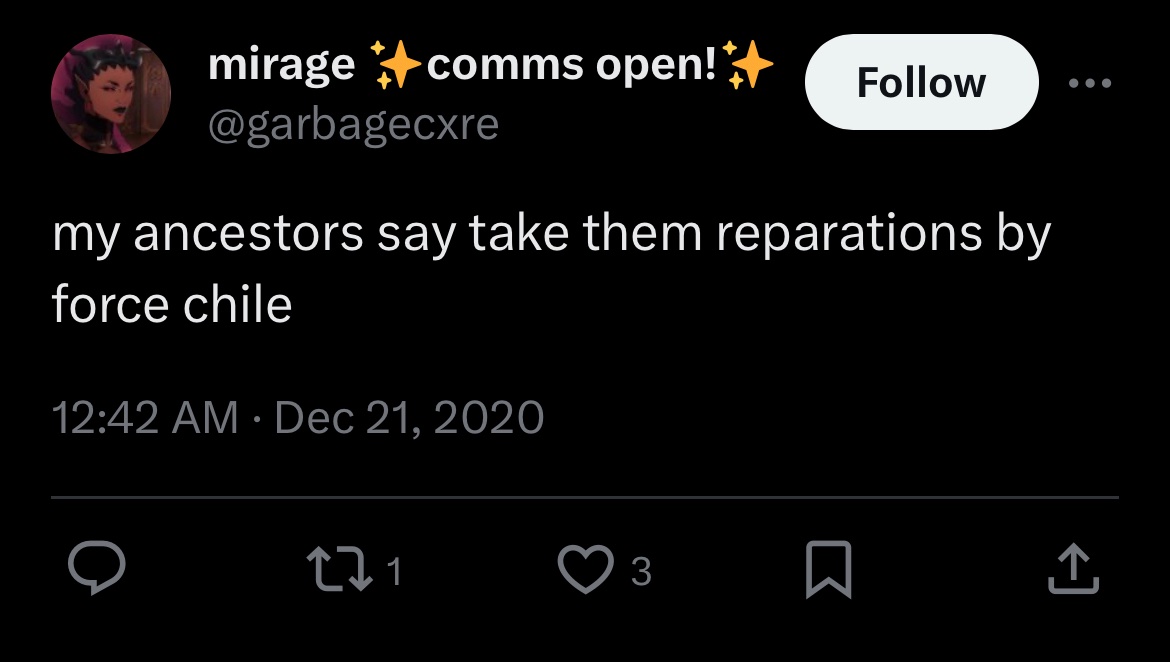 mirage ✨comms open!✨
Follow
@garbagecxre
my ancestors say take them reparations by
force chile
12:42 AM · Dec 21, 2020
1
3